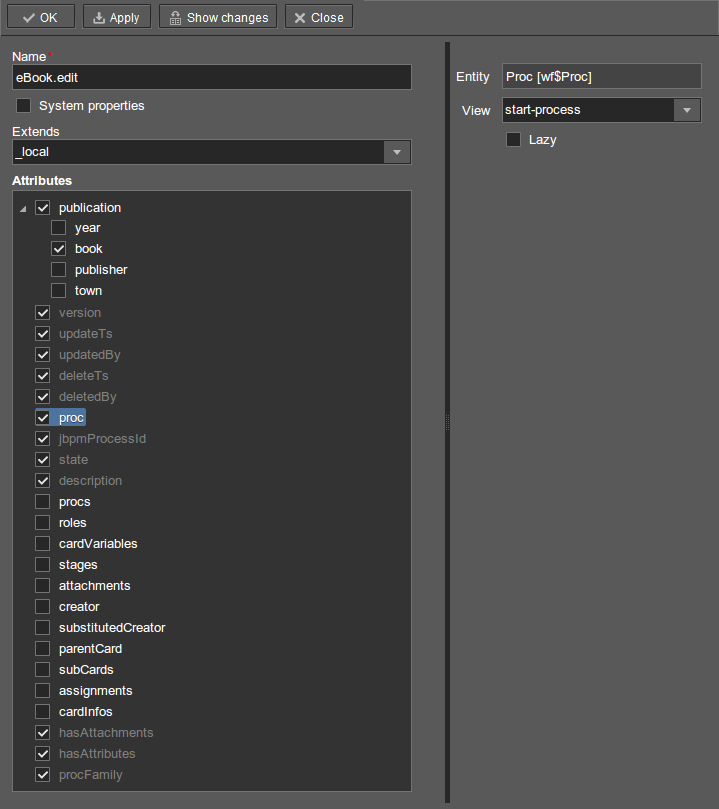 OK Apply Show changes Close
Name*
eBook.edit
System properties
Extends
_local
Attributes
publication
year
book
publisher
town
version
updateTs
updatedBy
deleteTs
deletedBy
proc
jbpmProcessId
state
description
procs
roles
cardVariables
stages
attachments
creator
substitutedCreator
parentCard
subCards
assignments
cardInfos
hasAttachments
hasAttributes
procFamily
Entity Proc [wf$Proc]
View start-process
Lazy